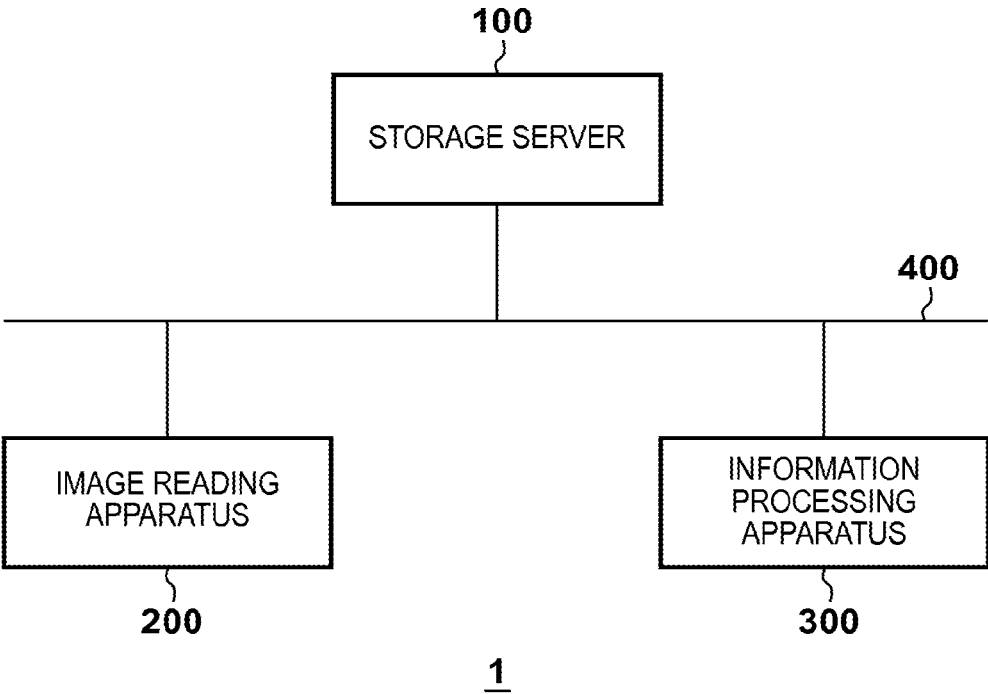 100
STORAGE SERVER
400
IMAGE READING
APPARATUS
INFORMATION
PROCESSING
APPARATUS
200
300
1